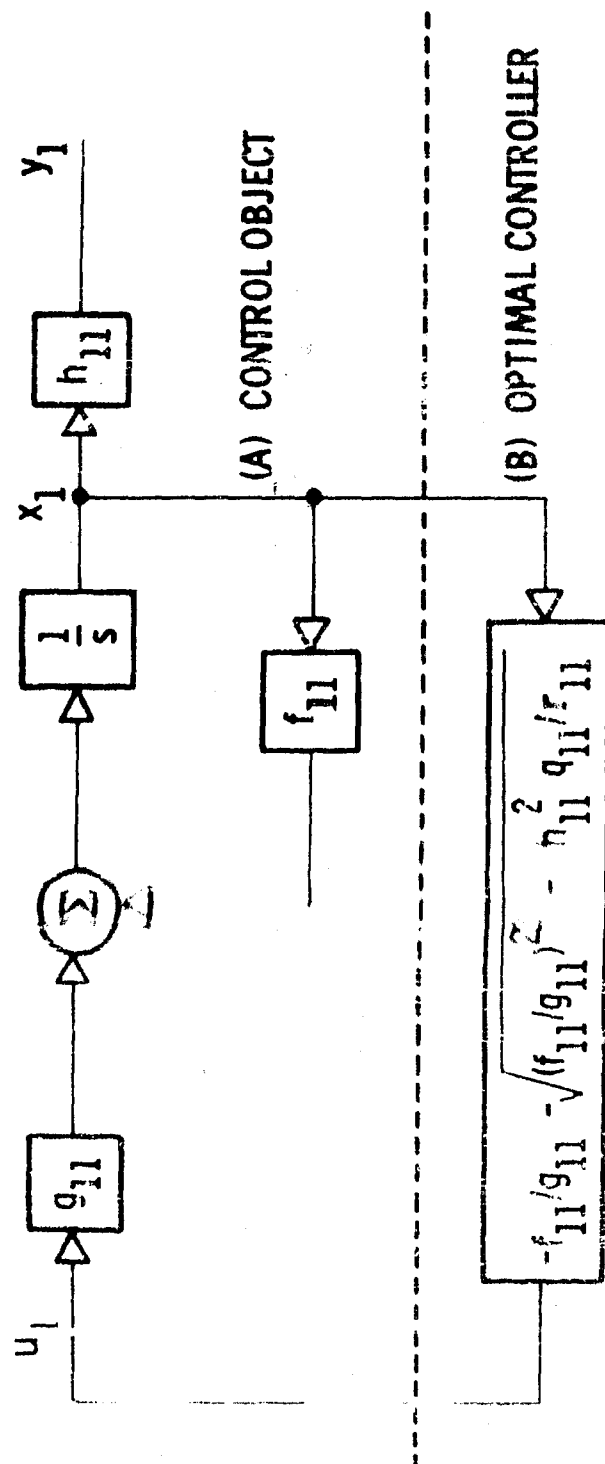 u₁
g₁₁
Σ
1/s
x₁
h₁₁
y₁
f₁₁
(A) CONTROL OBJECT
-f₁₁/g₁₁ -√(f₁₁/g₁₁)² - h₁₁² q₁₁/r₁₁
(B) OPTIMAL CONTROLLER